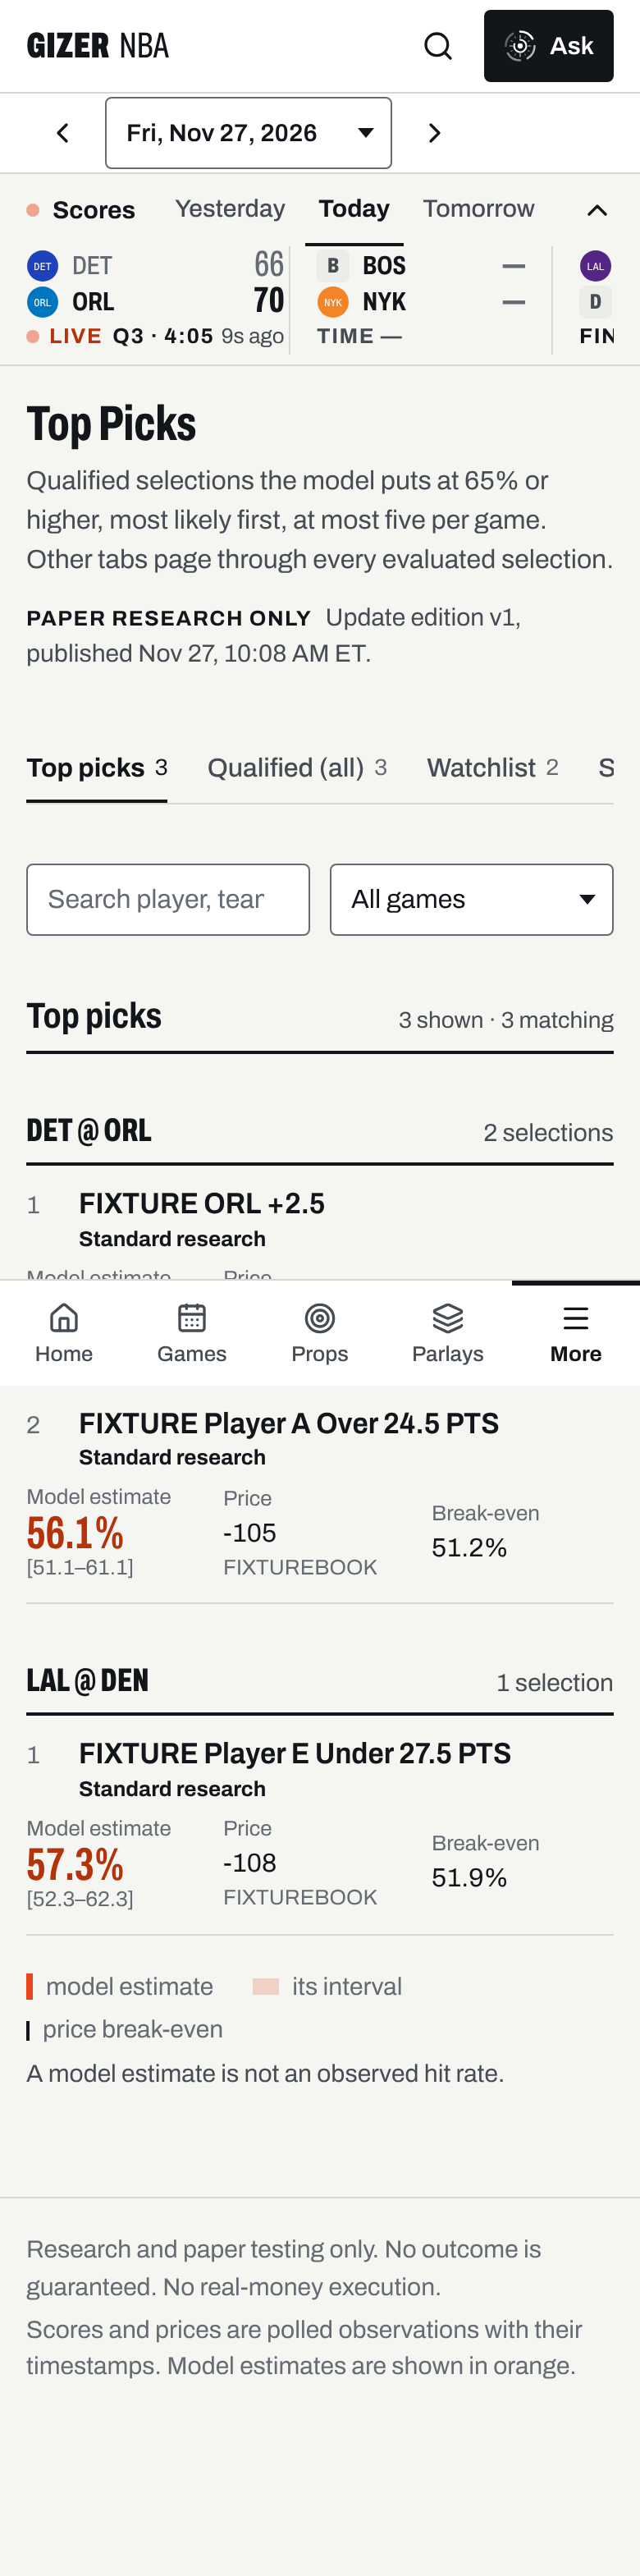 GIZER NBA
Ask
Fri, Nov 27, 2026
Scores Yesterday Today Tomorrow
DET DET 66
ORL ORL 70
LIVE Q3 · 4:05 9s ago
B BOS —
NYK NYK —
TIME —
LAL
D
FIN
Top Picks
Qualified selections the model puts at 65% or
higher, most likely first, at most five per game.
Other tabs page through every evaluated selection.
PAPER RESEARCH ONLY Update edition v1,
published Nov 27, 10:08 AM ET.
Top picks 3 Qualified (all) 3 Watchlist 2 S
Search player, tear
All games
Top picks 3 shown · 3 matching
DET @ ORL 2 selections
1 FIXTURE ORL +2.5
Standard research
Model estimate Price
Home Games Props Parlays More
2 FIXTURE Player A Over 24.5 PTS
Standard research
Model estimate Price Break-even
56.1% -105 51.2%
[51.1–61.1] FIXTUREBOOK
LAL @ DEN 1 selection
1 FIXTURE Player E Under 27.5 PTS
Standard research
Model estimate Price Break-even
57.3% -108 51.9%
[52.3–62.3] FIXTUREBOOK
model estimate its interval
price break-even
A model estimate is not an observed hit rate.
Research and paper testing only. No outcome is
guaranteed. No real-money execution.
Scores and prices are polled observations with their
timestamps. Model estimates are shown in orange.